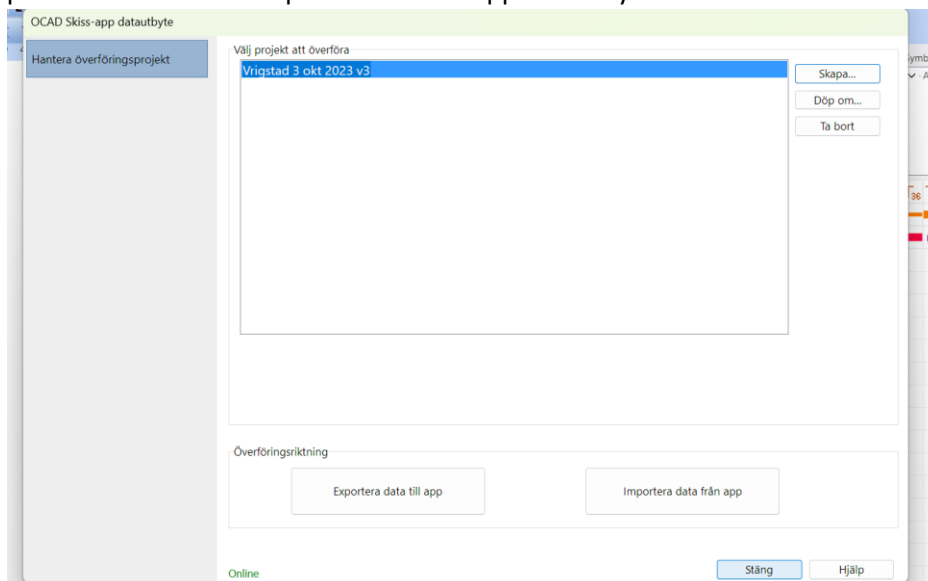 OCAD Skiss-app datautbyte
Hantera överföringsprojekt
Välj projekt att överföra
Vrigstad 3 okt 2023 v3
Skapa...
Döp om...
Ta bort
36
Överföringsriktning
Exportera data till app
Importera data från app
Online
Stäng
Hjälp